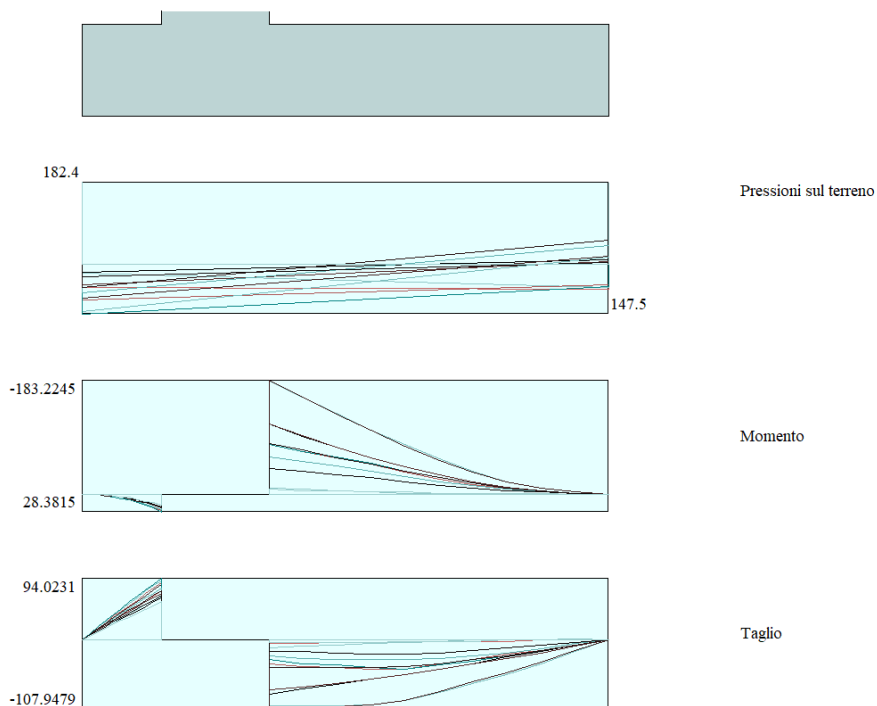 182.4
Pressioni sul terreno
147.5
-183.2245
Momento
28.3815
94.0231
Taglio
-107.9479